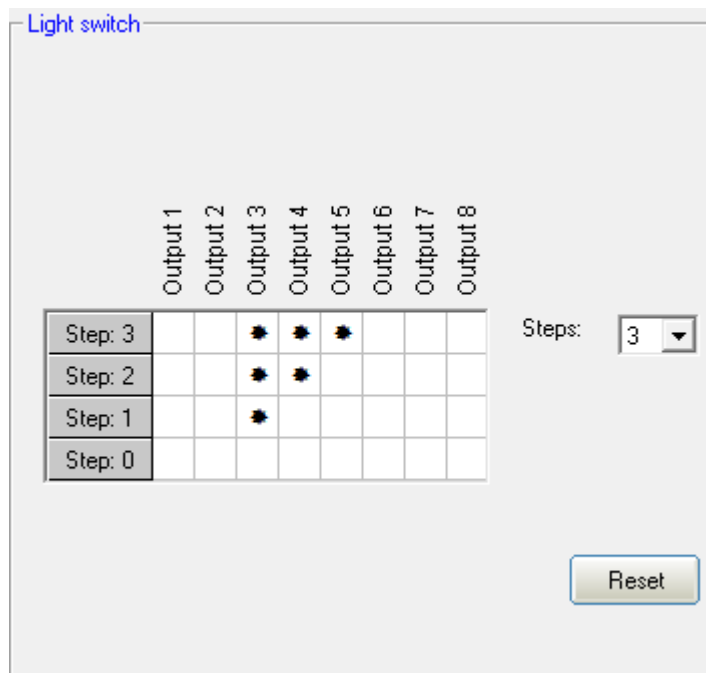 Light switch
Output 1
Output 2
Output 3
Output 4
Output 5
Output 6
Output 7
Output 8
Step: 3
Steps: 3
Step: 2
Step: 1
Step: 0
Reset